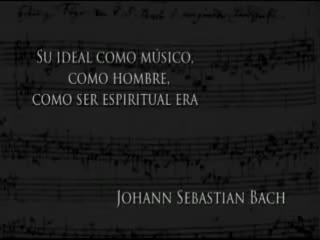 Su ideal como músico,
como hombre,
como ser espiritual era
Johann Sebastian Bach